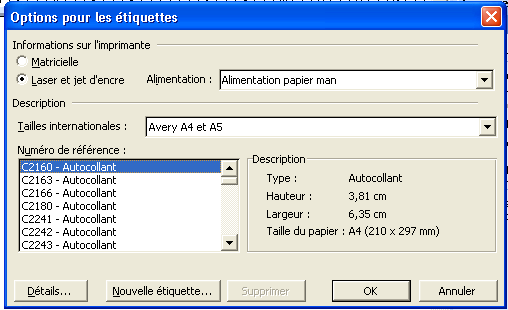 Options pour les étiquettes
Informations sur l'imprimante
Matricielle
Laser et jet d'encre
Alimentation :
Alimentation papier man
Description
Tailles internationales :
Avery A4 et A5
Numéro de référence :
C2160 - Autocollant
C2163 - Autocollant
C2166 - Autocollant
C2180 - Autocollant
C2241 - Autocollant
C2242 - Autocollant
C2243 - Autocollant
Description
Type : Autocollant
Hauteur : 3,81 cm
Largeur : 6,35 cm
Taille du papier : A4 (210 x 297 mm)
Détails... Nouvelle étiquette... Supprimer OK Annuler